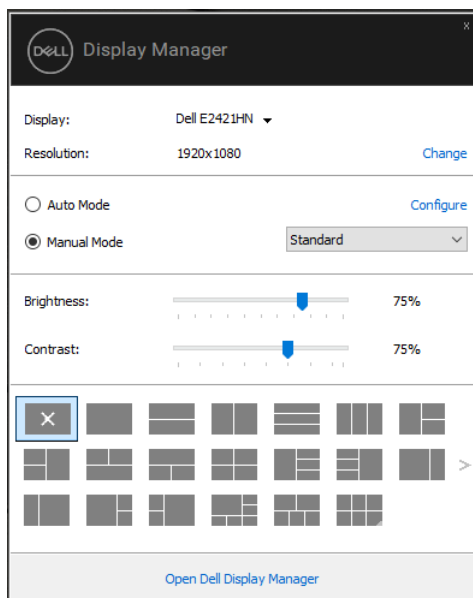 x
DELL Display Manager
Display: Dell E2421HN
Resolution: 1920x1080 Change
Auto Mode Configure
Manual Mode Standard
Brightness: 75%
Contrast: 75%
Open Dell Display Manager